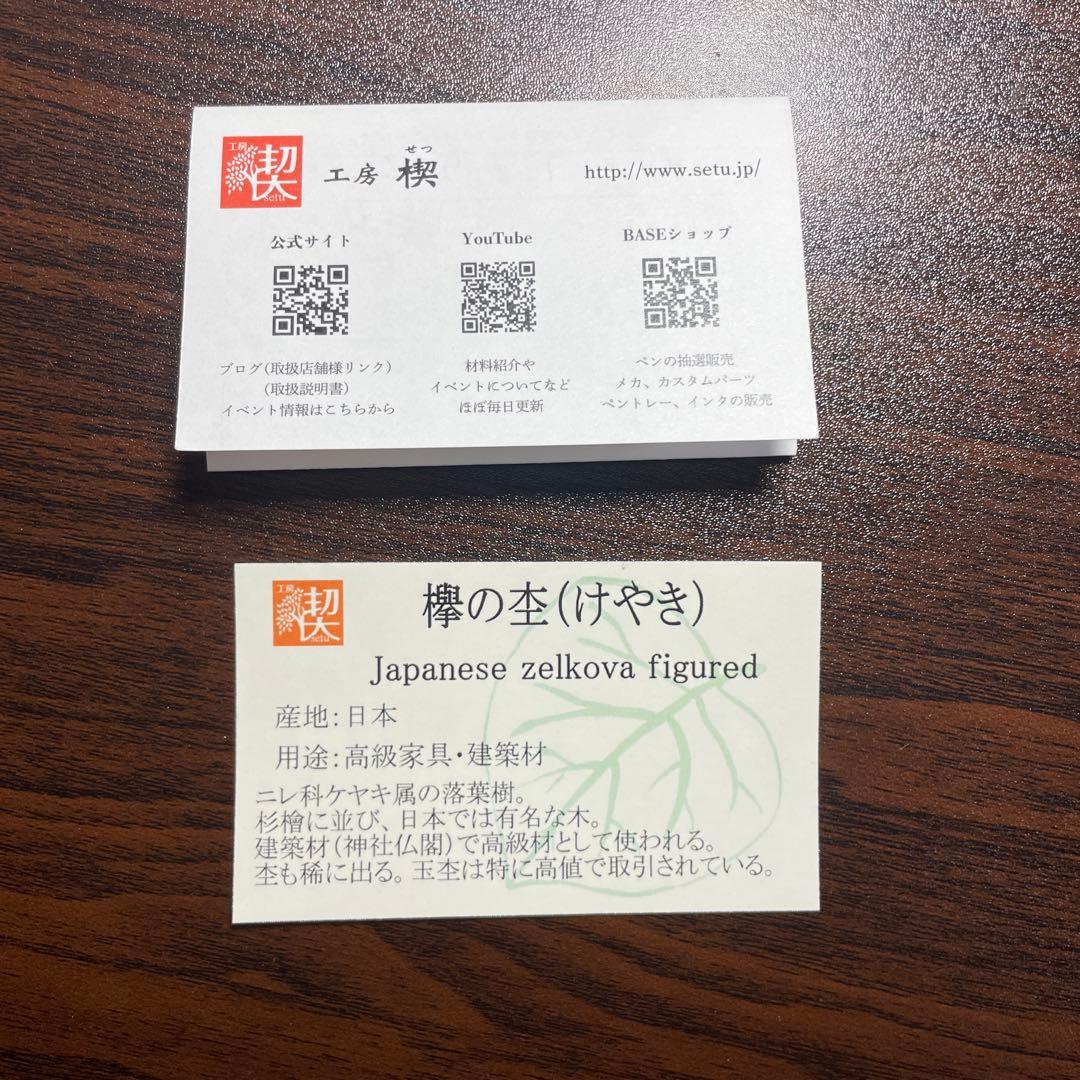 工房
楔
setu
せつ
工房 楔
http://www.setu.jp/
公式サイト
YouTube
BASEショップ
ブログ(取扱店舗様リンク)
(取扱説明書)
イベント情報はこちらから
材料紹介や
イベントについてなど
ほぼ毎日更新
ペンの抽選販売
メカ、カスタムパーツ
ペントレー、インクの販売
工房
楔
setu
欅の杢(けやき)
Japanese zelkova figured
産地:日本
用途:高級家具・建築材
ニレ科ケヤキ属の落葉樹。
杉檜に並び、日本では有名な木。
建築材(神社仏閣)で高級材として使われる。
杢も稀に出る。玉杢は特に高値で取引されている。